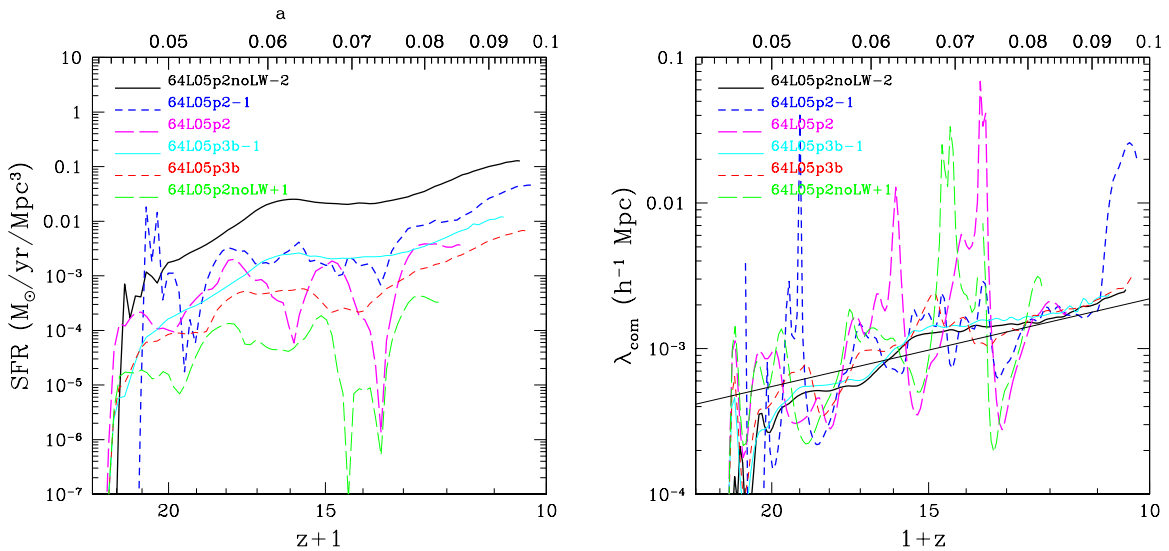 a
0.05 0.06 0.07 0.08 0.09 0.1
10
1
0.1
0.01
10−3
10−4
10−5
10−6
10−7
SFR (M⊙/yr/Mpc³)
64L05p2noLW−2
64L05p2−1
64L05p2
64L05p3b−1
64L05p3b
64L05p2noLW+1
20 15 10
z+1
0.05 0.06 0.07 0.08 0.1
0.1
0.01
10−3
10−4
λcom (h−1 Mpc)
64L05p2noLW−2
64L05p2−1
64L05p2
64L05p3b−1
64L05p3b
64L05p2noLW+1
20 15 10
1+z